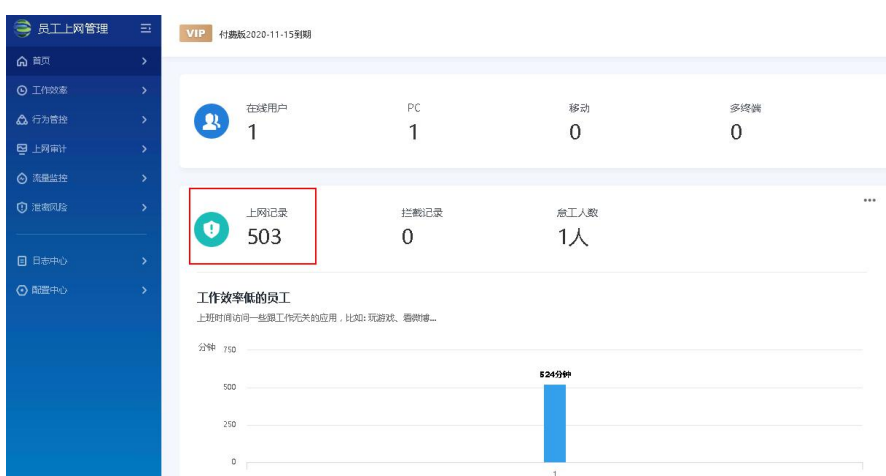 员工上网管理
VIP 付费版2020-11-15到期
首页
工作效率
行为管控
上网审计
流量监控
泄密风险
日志中心
配置中心
在线用户 PC 移动 多终端
1 1 0 0
上网记录 拦截记录 怠工人数
503 0 1人
工作效率低的员工
上班时间访问一些跟工作无关的应用，比如: 玩游戏、看微博...
分钟 750
524分钟
500
250
0
1